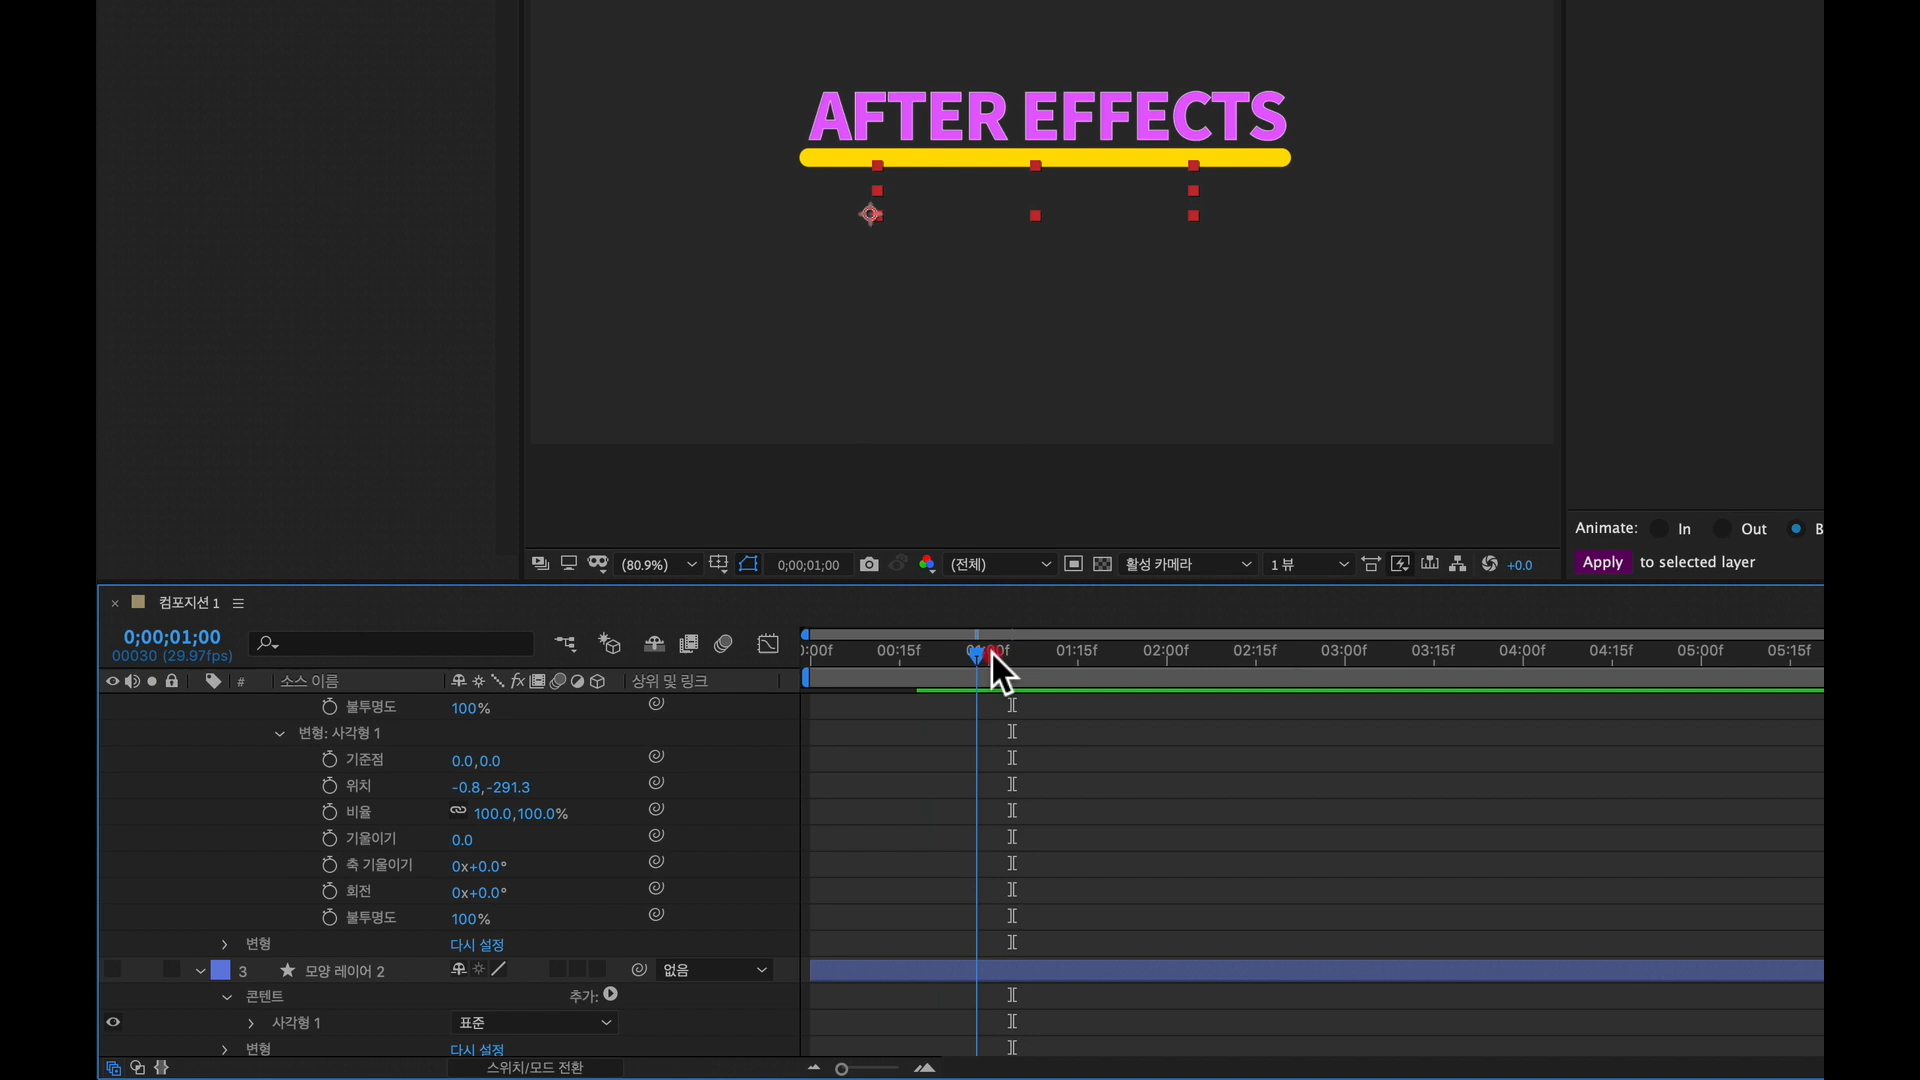 AFTER EFFECTS
Animate: In Out B
(80.9%) 0;00;01;00 (전체) 활성 카메라 1 뷰 +0.0
Apply to selected layer
컴포지션 1
0;00;01;00
00030 (29.97fps)
):00f 00:15f 01:00f 01:15f 02:00f 02:15f 03:00f 03:15f 04:00f 04:15f 05:00f 05:15f
# 소스 이름 fx 상위 및 링크
불투명도 100%
변형: 사각형 1
기준점 0.0,0.0
위치 -0.8,-291.3
비율 100.0,100.0%
기울이기 0.0
축 기울이기 0x+0.0°
회전 0x+0.0°
불투명도 100%
변형 다시 설정
3 모양 레이어 2 없음
콘텐트 추가:
사각형 1 표준
변형 다시 설정
스위치/모드 전환